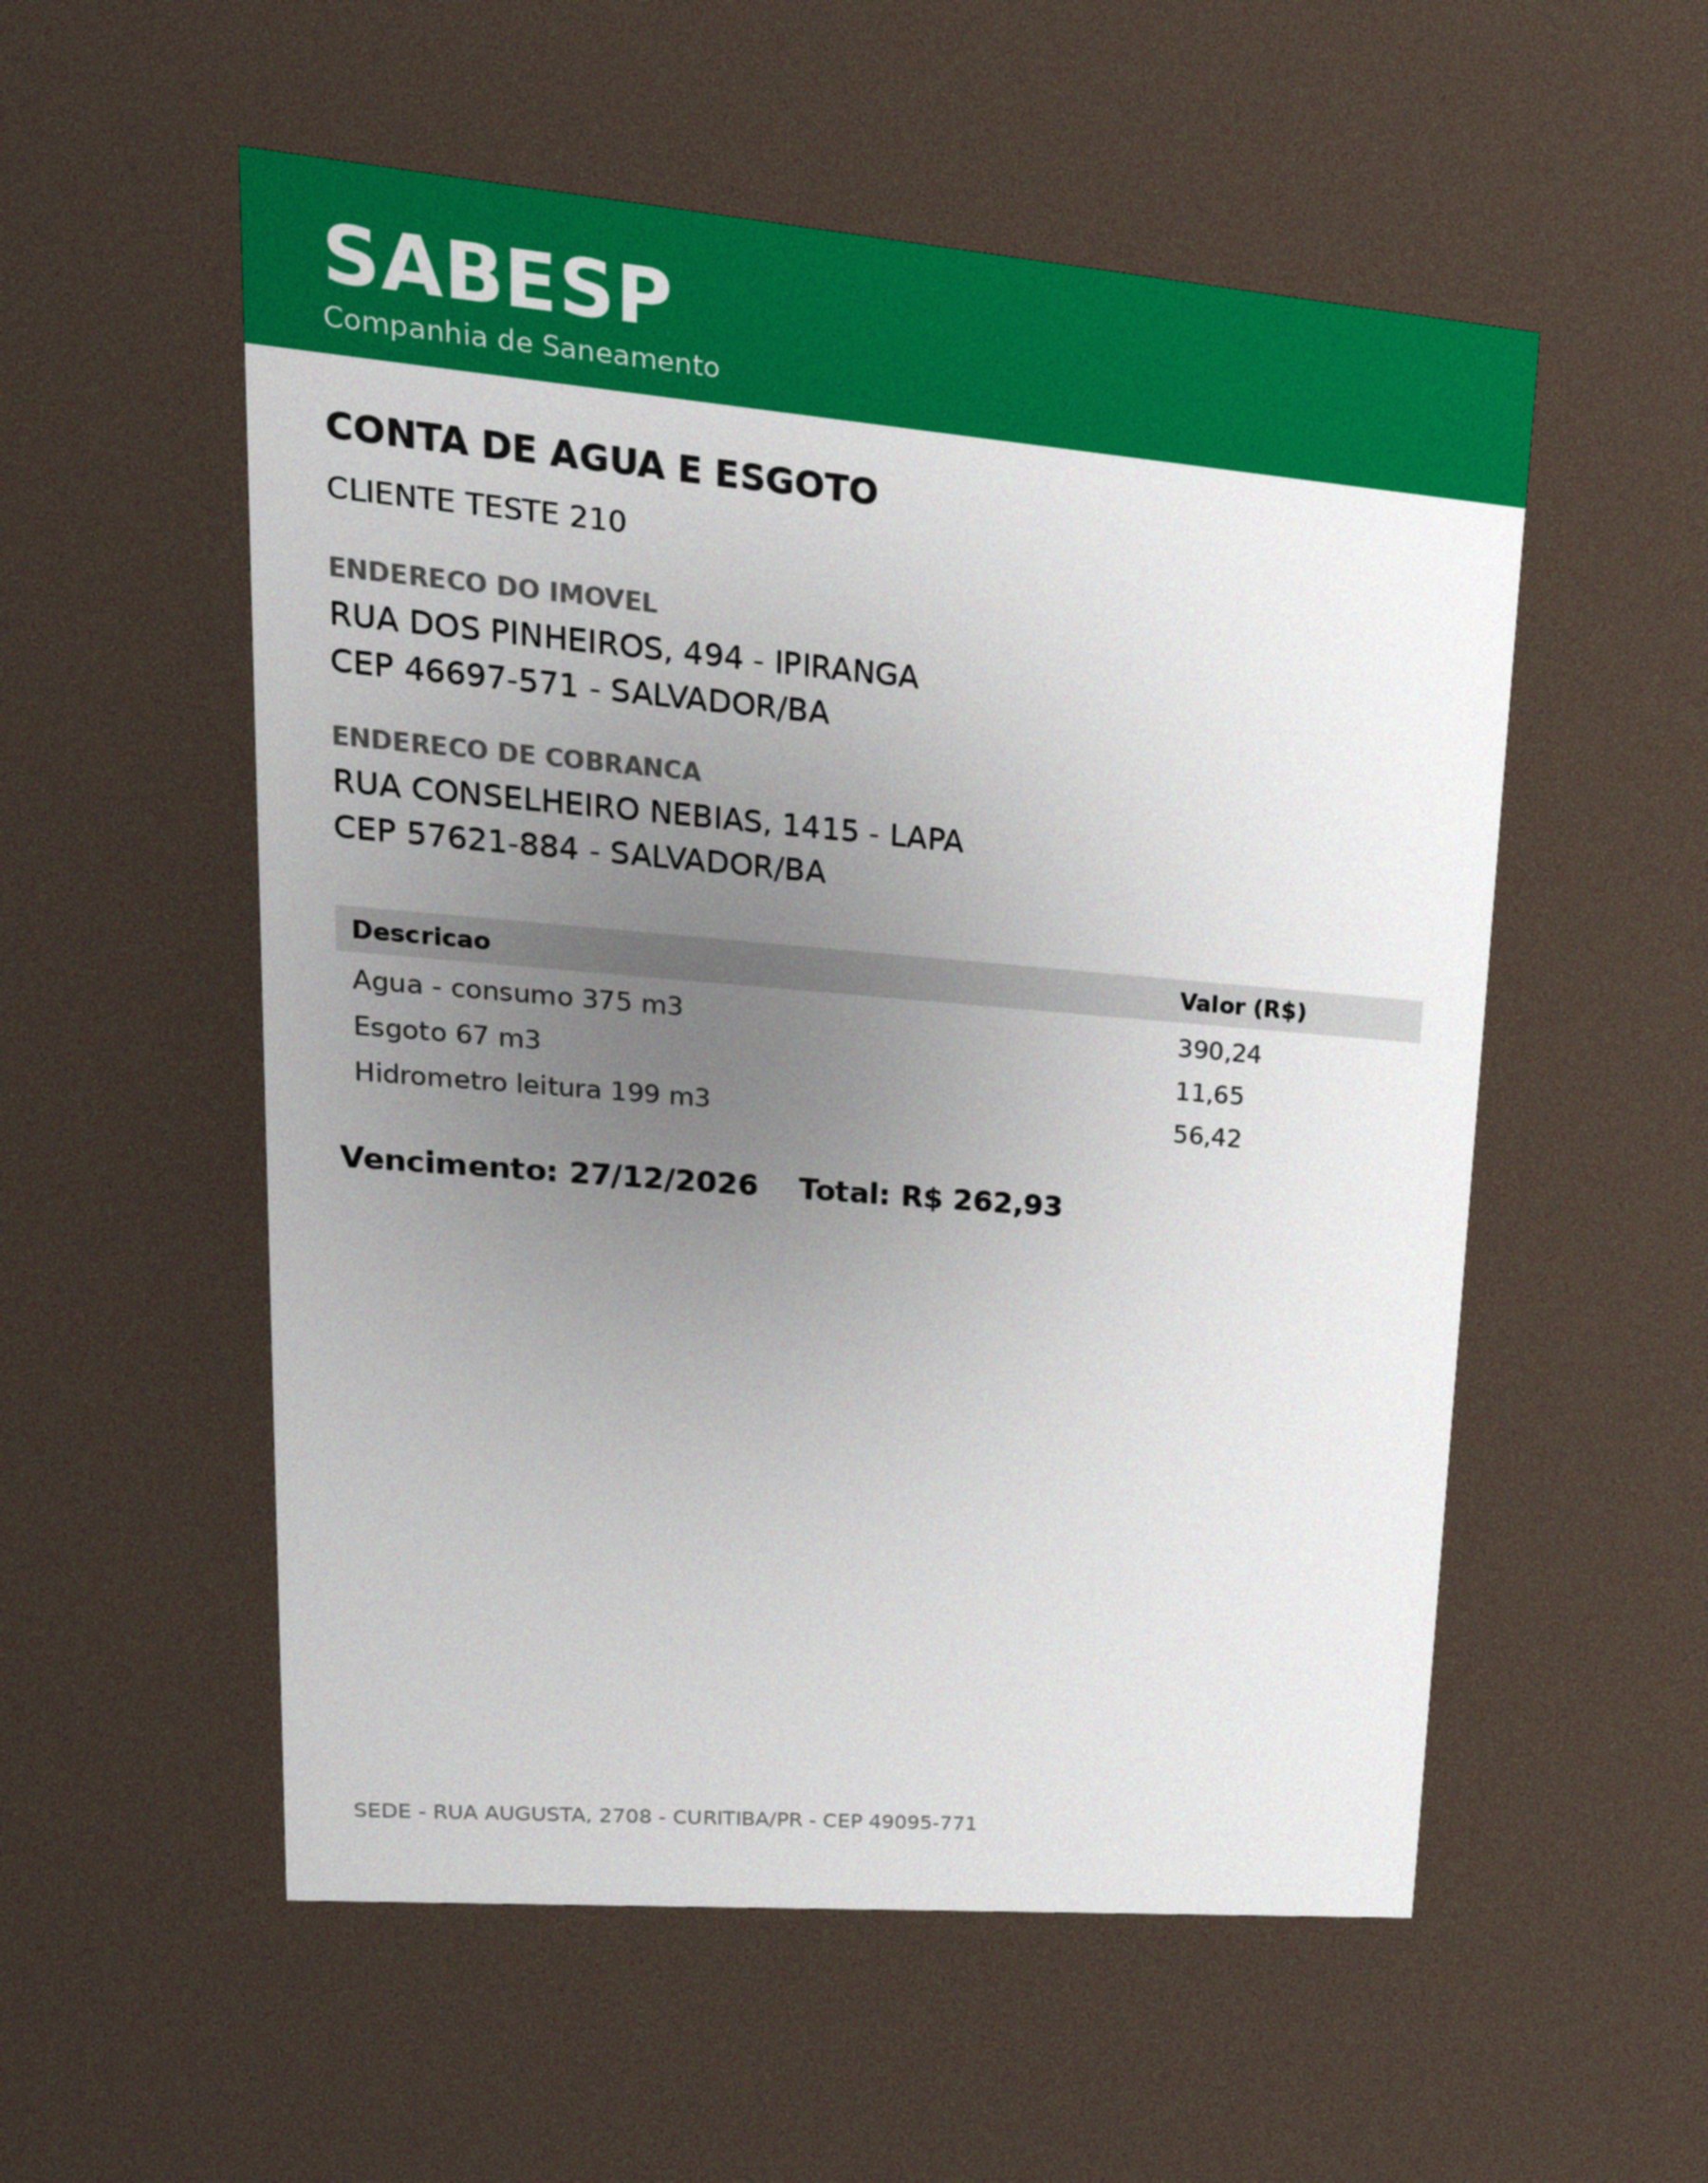 SABESP
Companhia de Saneamento
CONTA DE AGUA E ESGOTO
CLIENTE TESTE 210
ENDERECO DO IMOVEL
RUA DOS PINHEIROS, 494 - IPIRANGA
CEP 46697-571 - SALVADOR/BA
ENDERECO DE COBRANCA
RUA CONSELHEIRO NEBIAS, 1415 - LAPA
CEP 57621-884 - SALVADOR/BA
Descricao Valor (R$)
Agua - consumo 375 m3 390,24
Esgoto 67 m3 11,65
Hidrometro leitura 199 m3 56,42
Vencimento: 27/12/2026 Total: R$ 262,93
SEDE - RUA AUGUSTA, 2708 - CURITIBA/PR - CEP 49095-771